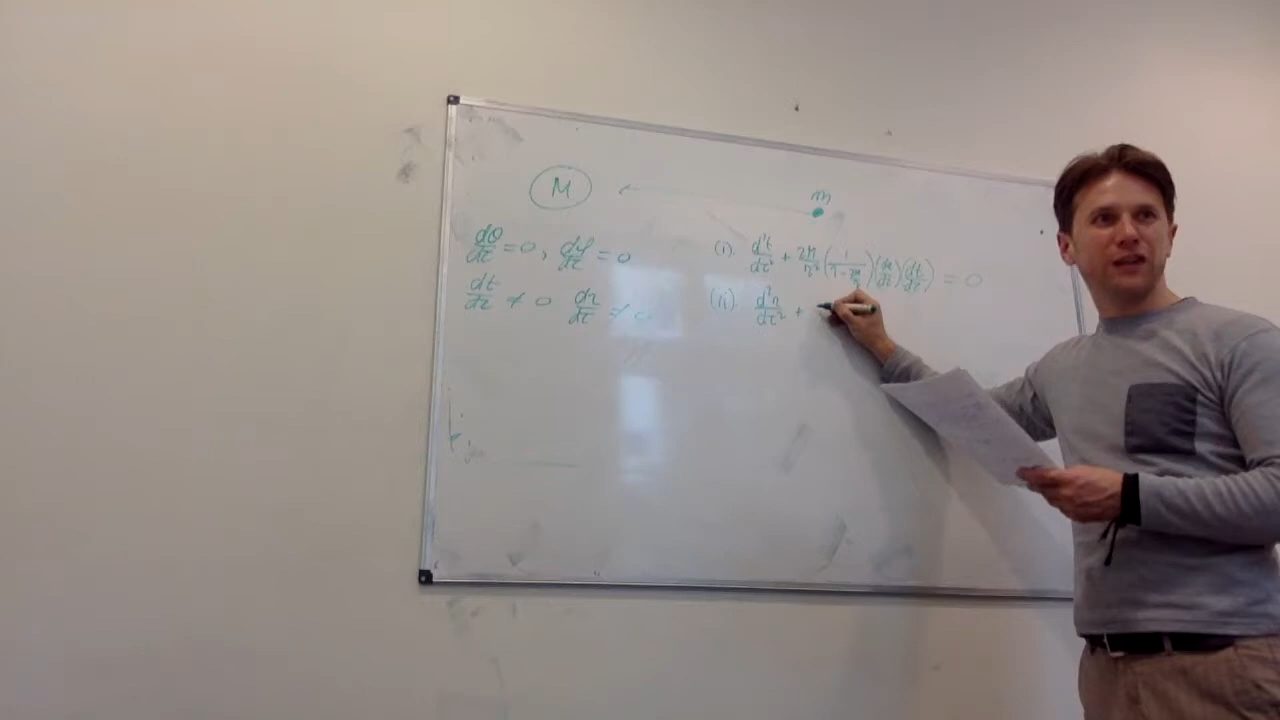 M
m
dθ/dτ = 0, dφ/dτ = 0
dt/dτ ≠ 0 dr/dτ ≠ 0
(i). d²t/dτ² + 2M/r² (1/(1-2M/r)) (dr/dτ)(dt/dτ) = 0
(ii). d²r/dτ² +